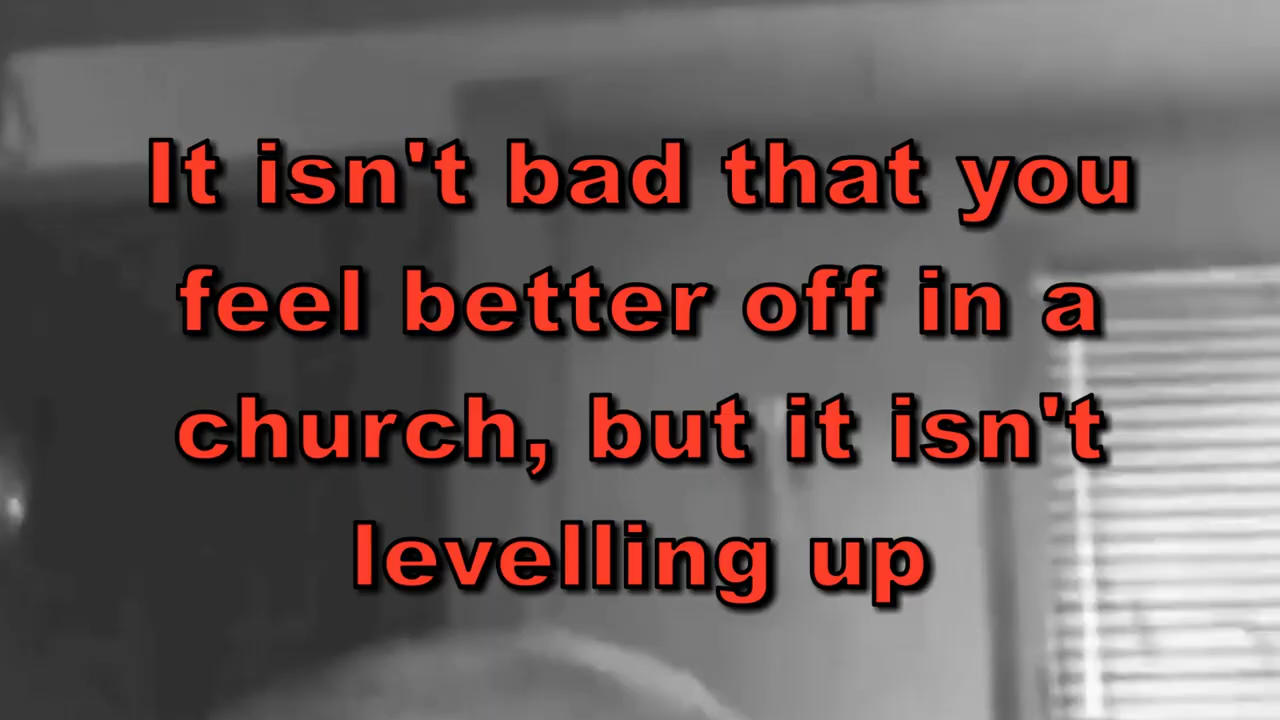 It isn't bad that you
feel better off in a
church, but it isn't
levelling up